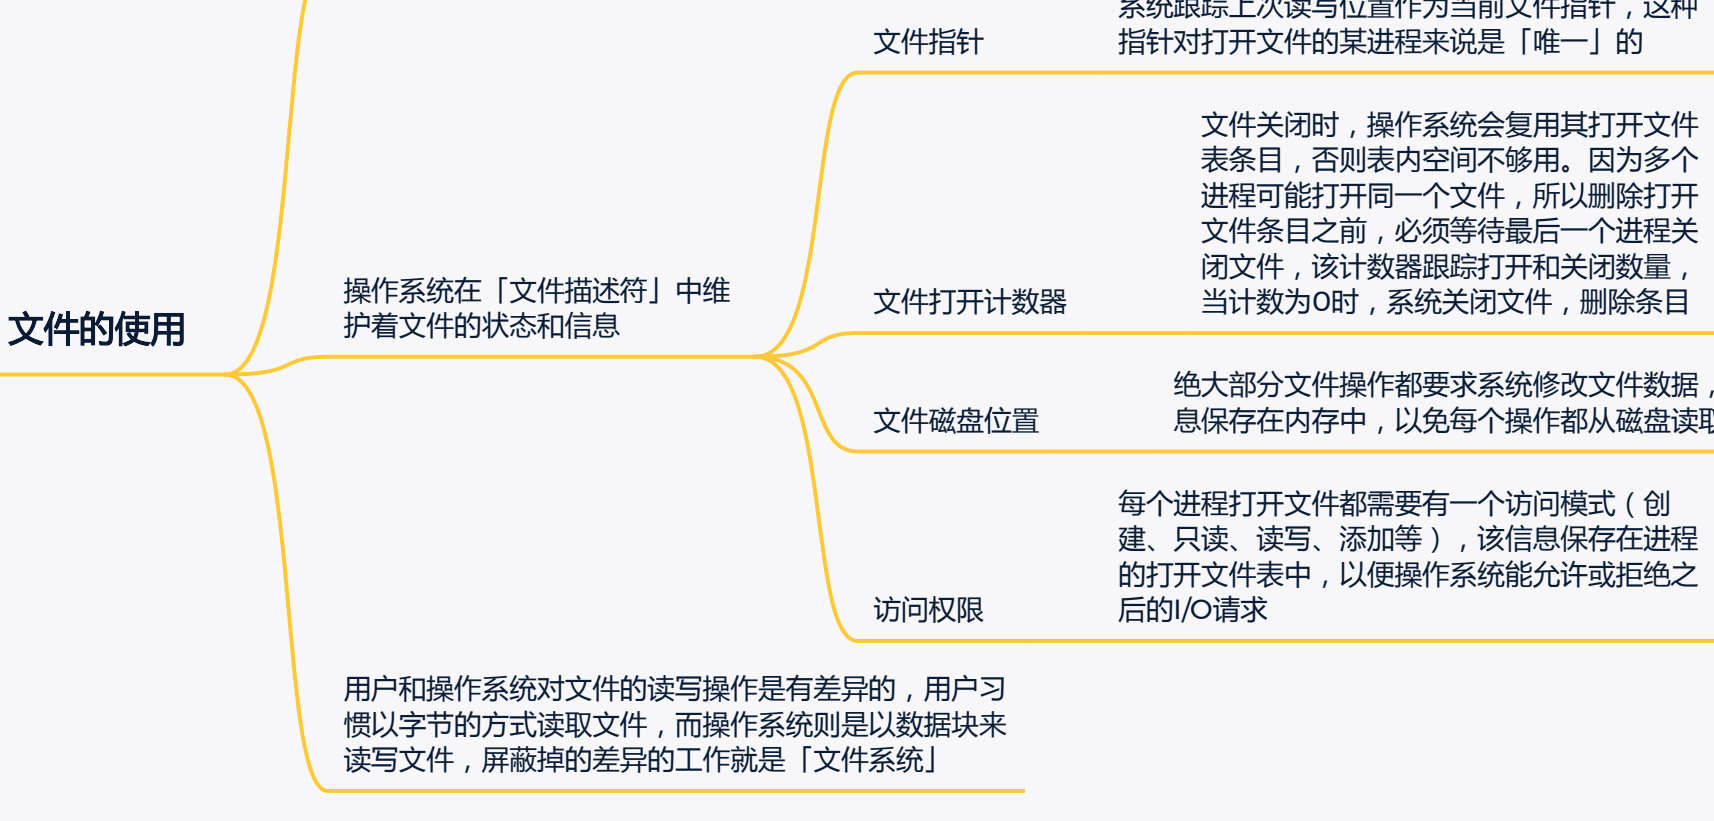 文件的使用
操作系统在「文件描述符」中维
护着文件的状态和信息
文件指针
系统跟踪上次读写位置作为当前文件指针，这种
指针对打开文件的某进程来说是「唯一」的
文件打开计数器
文件关闭时，操作系统会复用其打开文件
表条目，否则表内空间不够用。因为多个
进程可能打开同一个文件，所以删除打开
文件条目之前，必须等待最后一个进程关
闭文件，该计数器跟踪打开和关闭数量，
当计数为0时，系统关闭文件，删除条目
文件磁盘位置
绝大部分文件操作都要求系统修改文件数据，
息保存在内存中，以免每个操作都从磁盘读取
访问权限
每个进程打开文件都需要有一个访问模式（创
建、只读、读写、添加等），该信息保存在进程
的打开文件表中，以便操作系统能允许或拒绝之
后的I/O请求
用户和操作系统对文件的读写操作是有差异的，用户习
惯以字节的方式读取文件，而操作系统则是以数据块来
读写文件，屏蔽掉的差异的工作就是「文件系统」